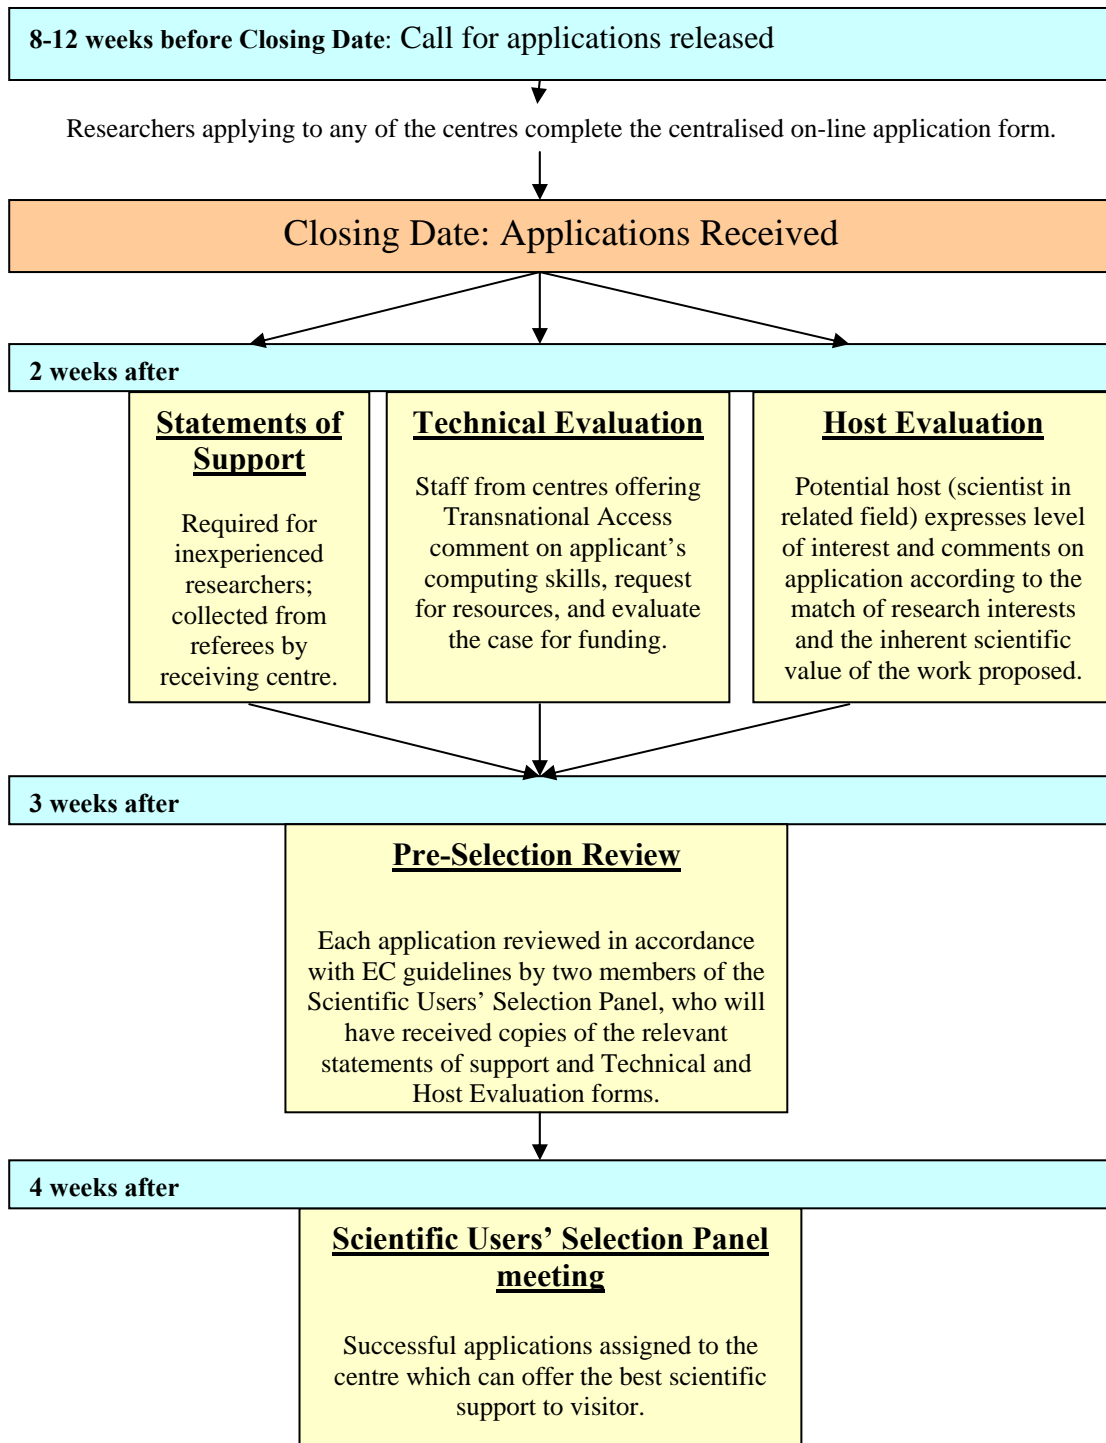 8-12 weeks before Closing Date: Call for applications released
Researchers applying to any of the centres complete the centralised on-line application form.
Closing Date: Applications Received
2 weeks after
Statements of
Support
Required for
inexperienced
researchers;
collected from
referees by
receiving centre.
Technical Evaluation
Staff from centres offering
Transnational Access
comment on applicant’s
computing skills, request
for resources, and evaluate
the case for funding.
Host Evaluation
Potential host (scientist in
related field) expresses level
of interest and comments on
application according to the
match of research interests
and the inherent scientific
value of the work proposed.
3 weeks after
Pre-Selection Review
Each application reviewed in accordance
with EC guidelines by two members of the
Scientific Users’ Selection Panel, who will
have received copies of the relevant
statements of support and Technical and
Host Evaluation forms.
4 weeks after
Scientific Users’ Selection Panel
meeting
Successful applications assigned to the
centre which can offer the best scientific
support to visitor.